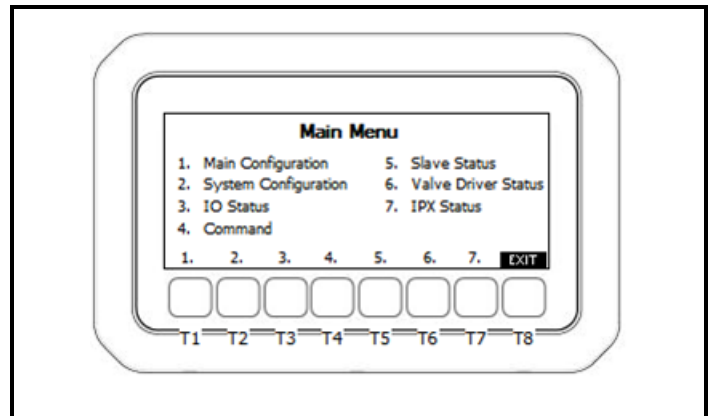 Main Menu
1. Main Configuration 5. Slave Status
2. System Configuration 6. Valve Driver Status
3. IO Status 7. IPX Status
4. Command
1. 2. 3. 4. 5. 6. 7. EXIT
T1 T2 T3 T4 T5 T6 T7 T8